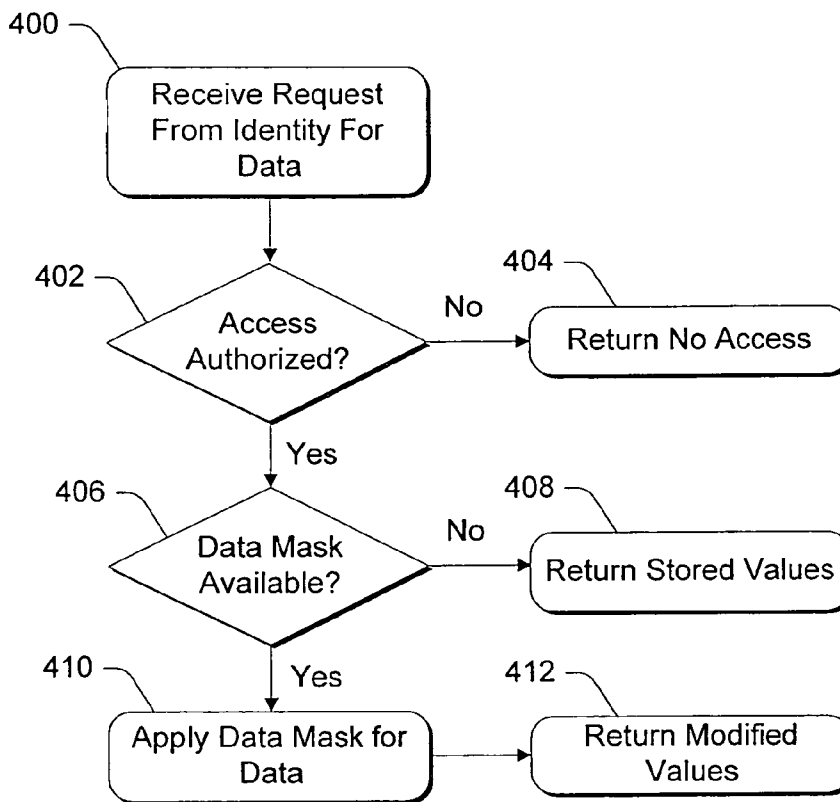 400
Receive Request
From Identity For
Data
402
Access
Authorized?
No
404
Return No Access
Yes
406
Data Mask
Available?
No
408
Return Stored Values
Yes
410
Apply Data Mask for
Data
412
Return Modified
Values